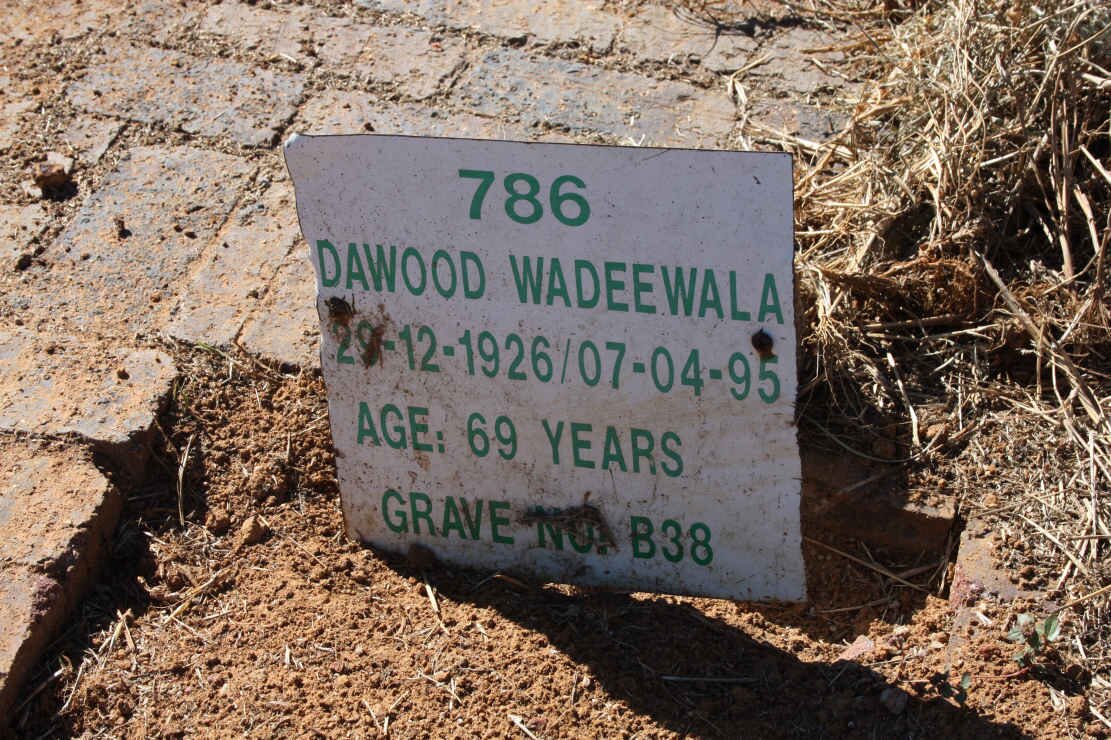 786
DAWOOD WADEEWALA
29-12-1926/07-04-95
AGE: 69 YEARS
GRAVE NO: B38